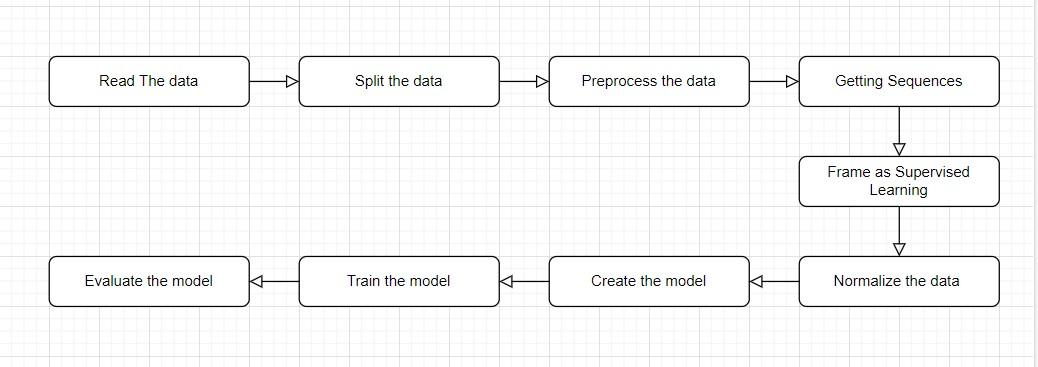 Read The data
Split the data
Preprocess the data
Getting Sequences
Frame as Supervised
Learning
Normalize the data
Create the model
Train the model
Evaluate the model